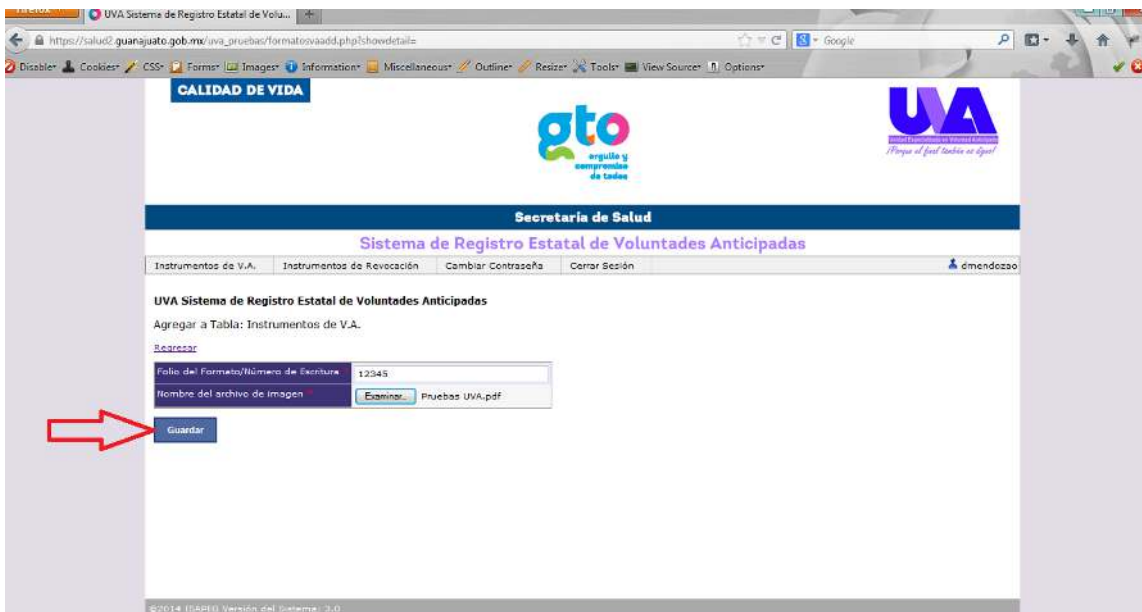 UVA Sistema de Registro Estatal de Volu...
https://salud2.guanajuato.gob.mx/uva_pruebas/formatosvaadd.php?showdetail=
Google
Disable Cookies CSS Forms Images Information Miscellaneous Outline Resize Tools View Source Options
CALIDAD DE VIDA
gto
orgullo y
compromiso
de todos
UVA
¡Porque al final también es digno!
Secretaría de Salud
Sistema de Registro Estatal de Voluntades Anticipadas
Instrumentos de V.A. Instrumentos de Revocación Cambiar Contraseña Cerrar Sesión dmendozao
UVA Sistema de Registro Estatal de Voluntades Anticipadas
Agregar a Tabla: Instrumentos de V.A.
Regresar
Folio del Formato/Número de Escritura 12345
Nombre del archivo de Imagen * Examinar... Pruebas UVA.pdf
Guardar
©2014 ISAPEG Versión del Sistema: 3.0